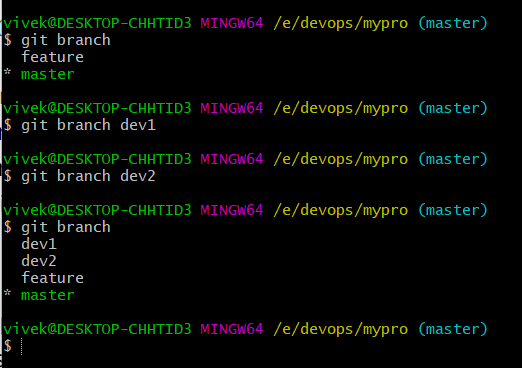 vivek@DESKTOP-CHHTID3 MINGW64 /e/devops/mypro (master)
$ git branch
  feature
* master
vivek@DESKTOP-CHHTID3 MINGW64 /e/devops/mypro (master)
$ git branch dev1
vivek@DESKTOP-CHHTID3 MINGW64 /e/devops/mypro (master)
$ git branch dev2
vivek@DESKTOP-CHHTID3 MINGW64 /e/devops/mypro (master)
$ git branch
  dev1
  dev2
  feature
* master
vivek@DESKTOP-CHHTID3 MINGW64 /e/devops/mypro (master)
$